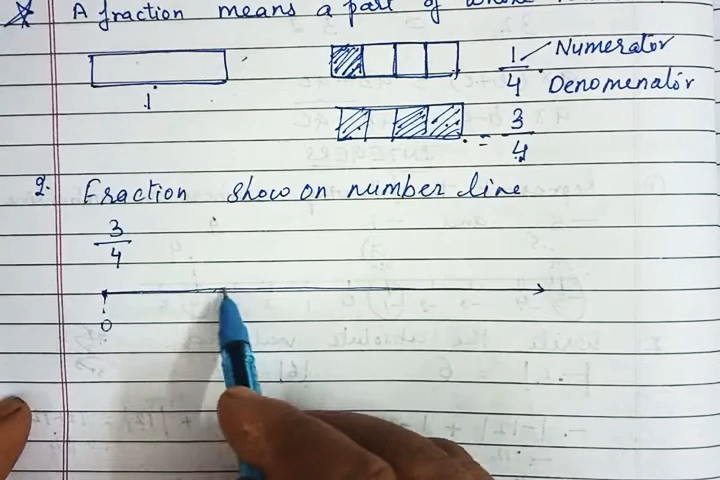 A fraction means a part of whole
1
1/4 Numerator
Denomenator
= 3/4
2. Fraction show on number line
3/4
0